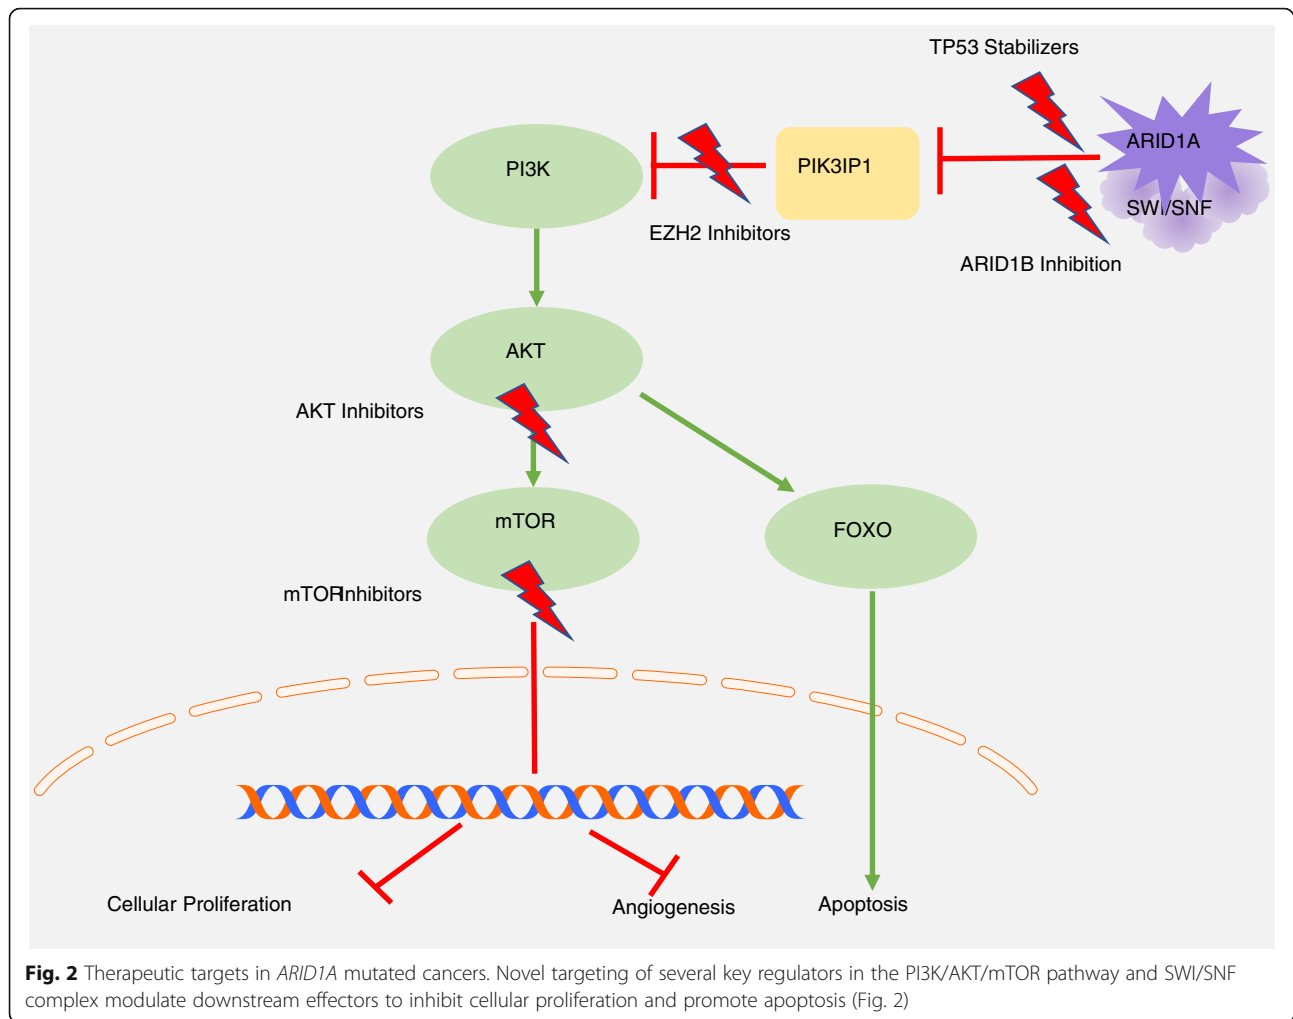 TP53 Stabilizers
ARID1A
PI3K
PIK3IP1
SWI/SNF
EZH2 Inhibitors
ARID1B Inhibition
AKT
AKT Inhibitors
mTOR
FOXO
mTORInhibitors
Cellular Proliferation
Angiogenesis
Apoptosis
Fig. 2 Therapeutic targets in ARID1A mutated cancers. Novel targeting of several key regulators in the PI3K/AKT/mTOR pathway and SWI/SNF
complex modulate downstream effectors to inhibit cellular proliferation and promote apoptosis (Fig. 2)